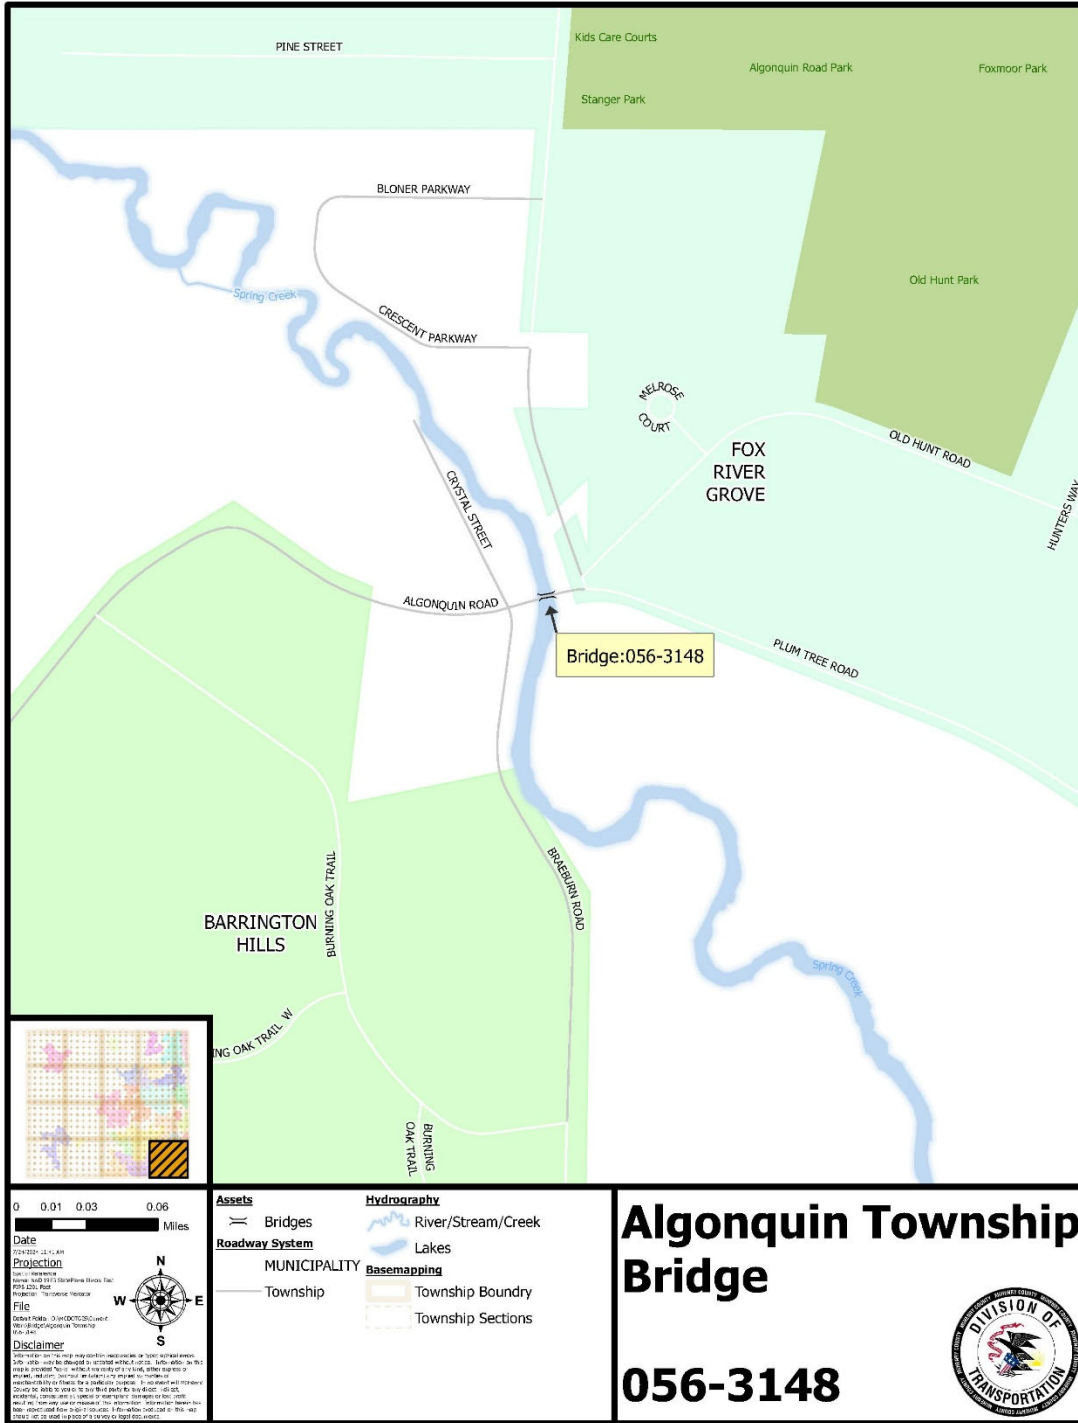 PINE STREET
Kids Care Courts
Algonquin Road Park
Foxmoor Park
Stanger Park
BLONER PARKWAY
Old Hunt Park
Spring Creek
CRESCENT PARKWAY
MELROSE
COURT
OLD HUNT ROAD
FOX
RIVER
GROVE
HUNTERS WAY
CRYSTAL STREET
ALGONQUIN ROAD
Bridge:056-3148
PLUM TREE ROAD
BRAEBURN ROAD
BURNING OAK TRAIL
BARRINGTON
HILLS
Spring Creek
ING OAK TRAIL W
BURNING
OAK TRAIL
0 0.01 0.03 0.06
Miles
Date
Projection
File
Disclaimer
N
W E
S
Assets
Bridges
Roadway System
MUNICIPALITY
Township
Hydrography
River/Stream/Creek
Lakes
Basemapping
Township Boundry
Township Sections
Algonquin Township
Bridge
056-3148
DIVISION OF
TRANSPORTATION